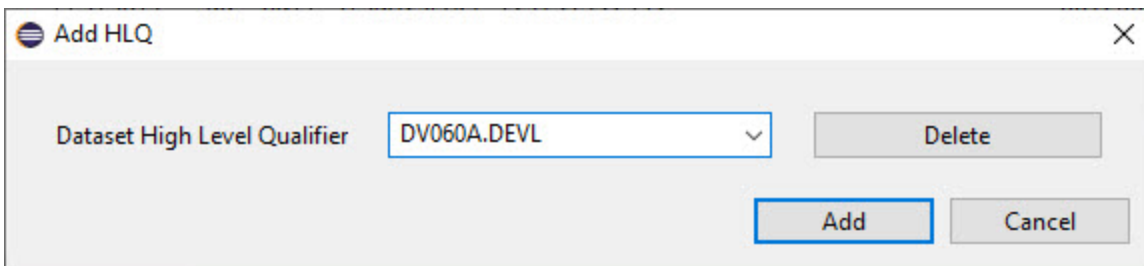 Add HLQ
Dataset High Level Qualifier DV060A.DEVL Delete
Add Cancel